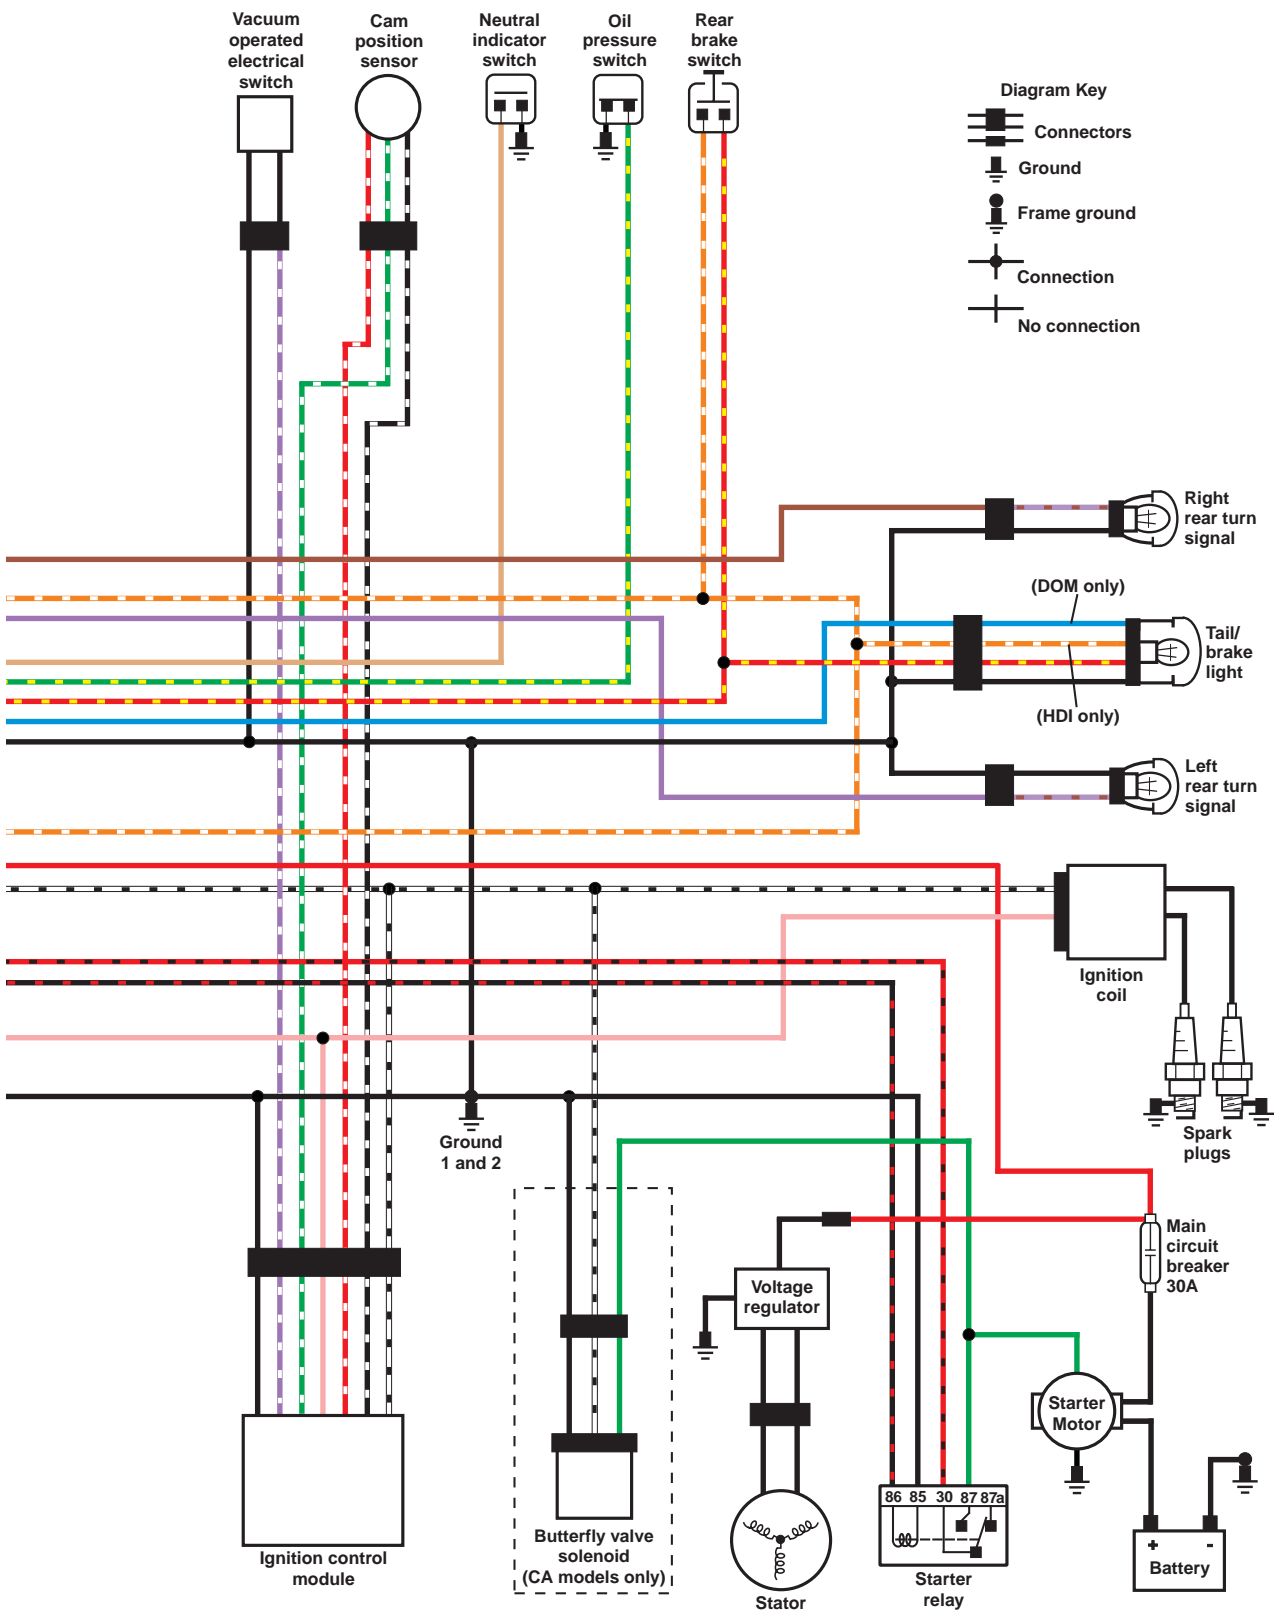 Vacuum
operated
electrical
switch
Cam
position
sensor
Neutral
indicator
switch
Oil
pressure
switch
Rear
brake
switch
Diagram Key
Connectors
Ground
Frame ground
Connection
No connection
Right
rear turn
signal
(DOM only)
Tail/
brake
light
(HDI only)
Left
rear turn
signal
Ignition
coil
Spark
plugs
Ground
1 and 2
Main
circuit
breaker
30A
Voltage
regulator
Starter
Motor
86 85 30 87 87a
+ -
Battery
Ignition control
module
Butterfly valve
solenoid
(CA models only)
Stator
Starter
relay